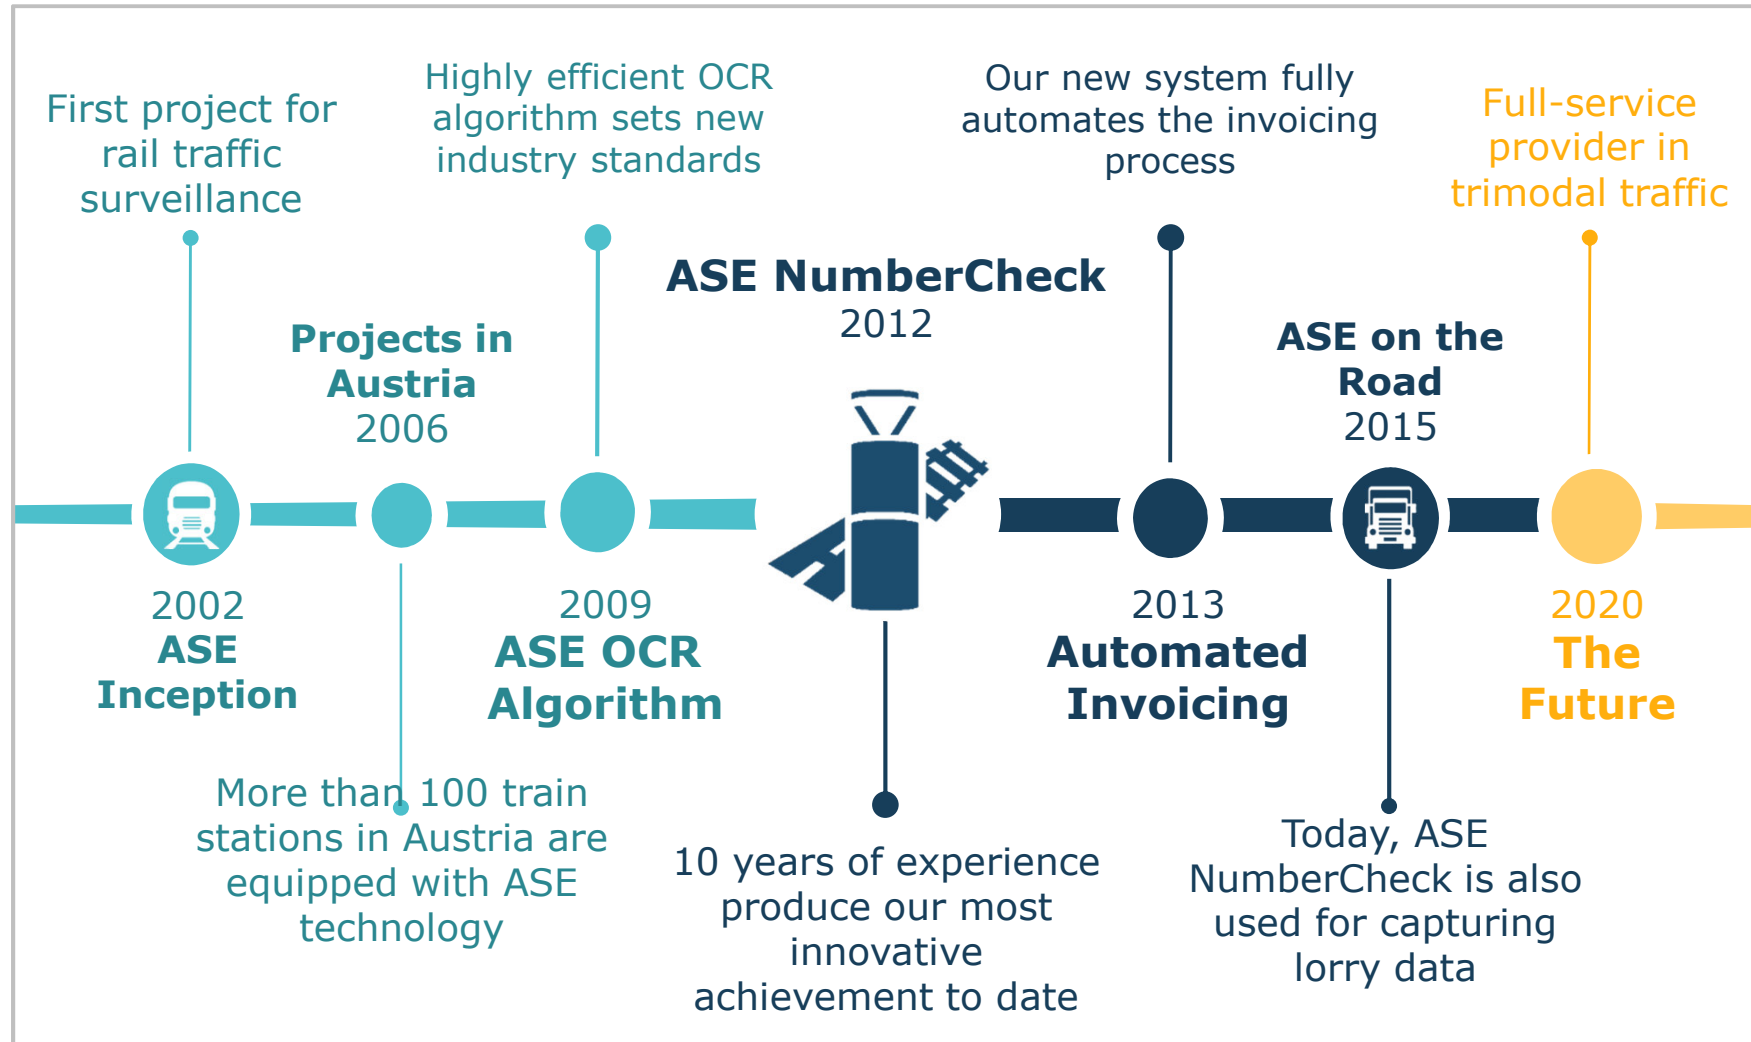 First project for
rail traffic
surveillance
2002
ASE
Inception
Projects in
Austria
2006
More than 100 train
stations in Austria are
equipped with ASE
technology
Highly efficient OCR
algorithm sets new
industry standards
2009
ASE OCR
Algorithm
ASE NumberCheck
2012
10 years of experience
produce our most
innovative
achievement to date
Our new system fully
automates the invoicing
process
2013
Automated
Invoicing
ASE on the
Road
2015
Today, ASE
NumberCheck is also
used for capturing
lorry data
Full-service
provider in
trimodal traffic
2020
The
Future